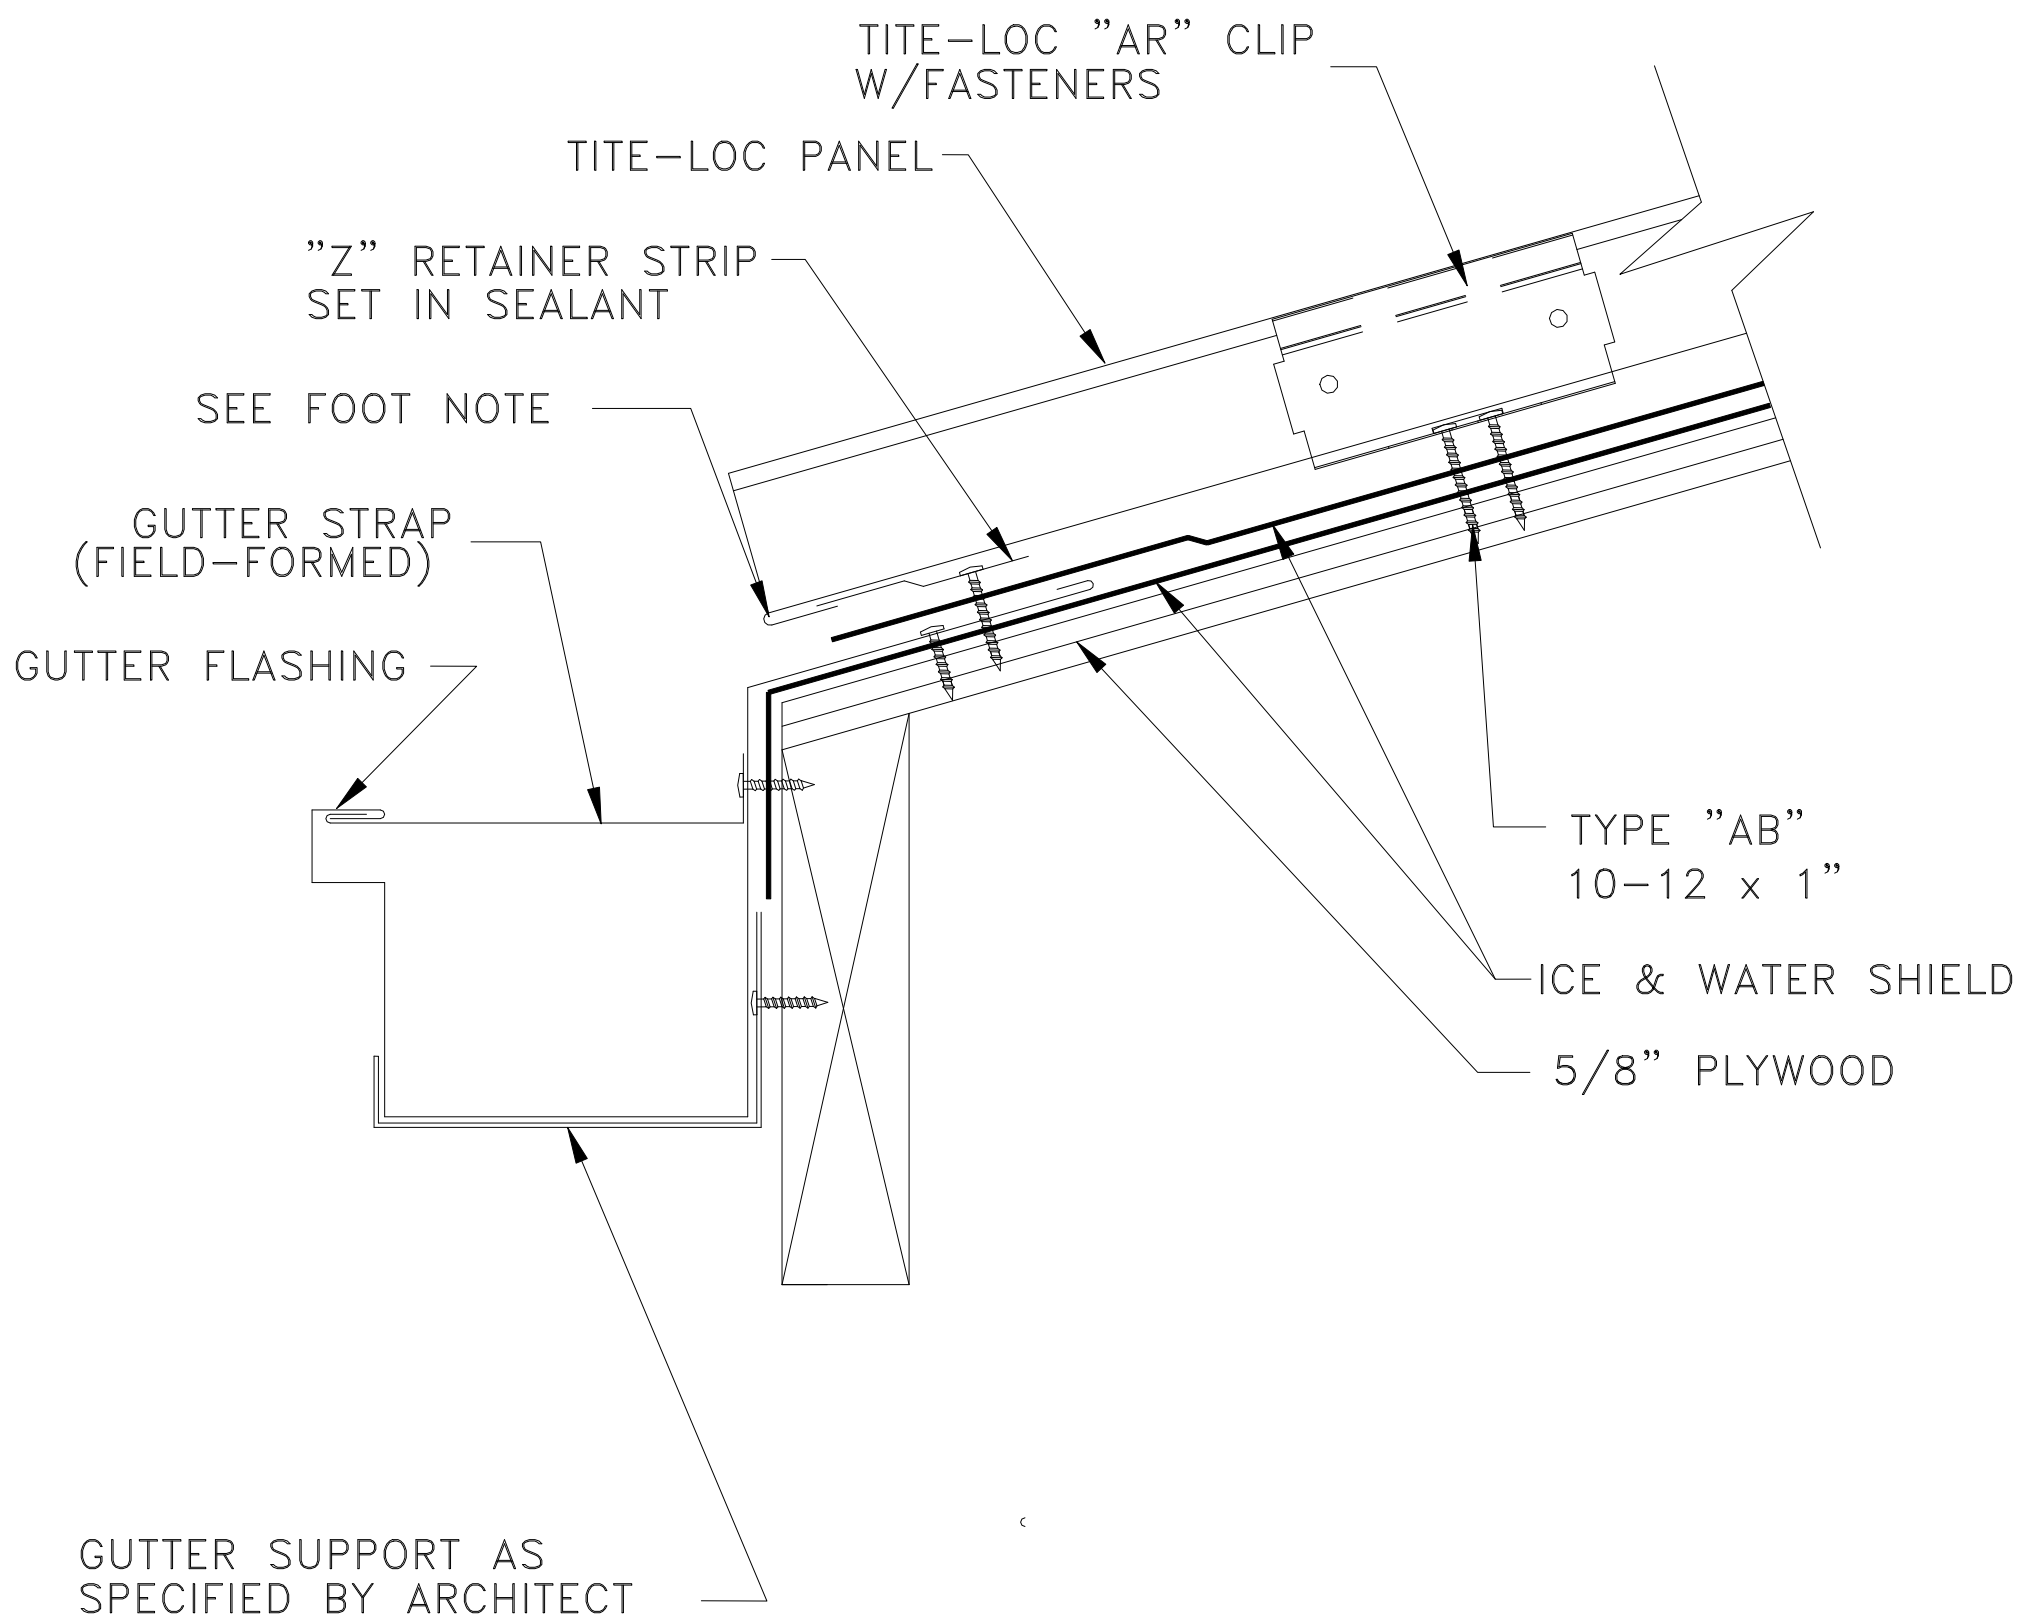 TITE-LOC "AR" CLIP
W/FASTENERS
TITE-LOC PANEL
"Z" RETAINER STRIP
SET IN SEALANT
SEE FOOT NOTE
GUTTER STRAP
(FIELD-FORMED)
GUTTER FLASHING
TYPE "AB"
10-12 x 1"
ICE & WATER SHIELD
5/8" PLYWOOD
GUTTER SUPPORT AS
SPECIFIED BY ARCHITECT